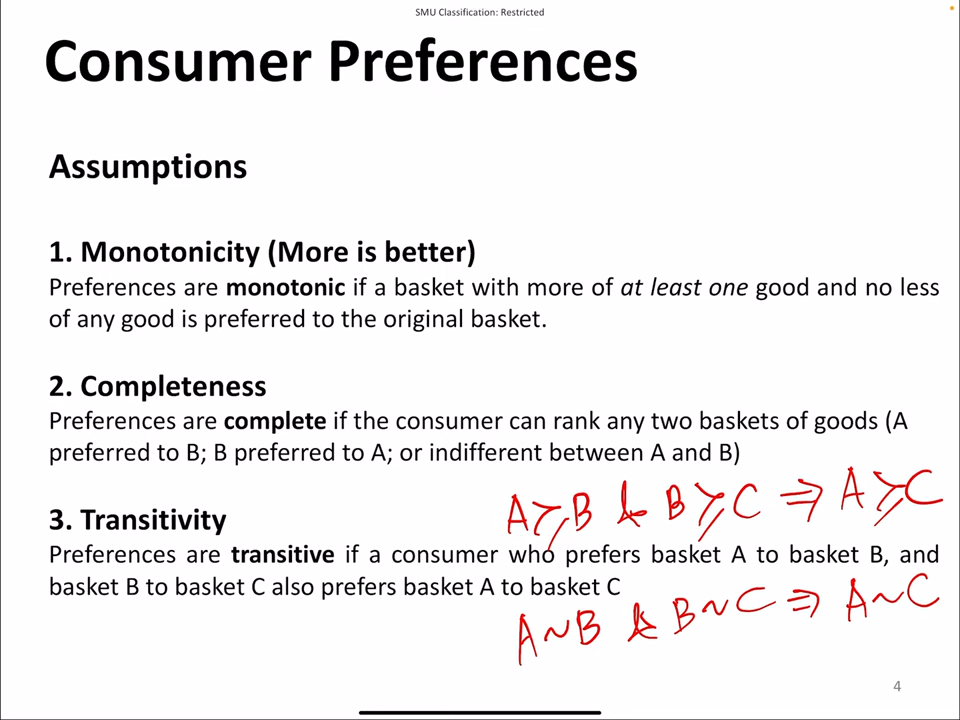 SMU Classification: Restricted
Consumer Preferences
Assumptions
1. Monotonicity (More is better)
Preferences are monotonic if a basket with more of at least one good and no less
of any good is preferred to the original basket.
2. Completeness
Preferences are complete if the consumer can rank any two baskets of goods (A
preferred to B; B preferred to A; or indifferent between A and B)
A ≽ B & B ≽ C ⇒ A ≽ C
3. Transitivity
Preferences are transitive if a consumer who prefers basket A to basket B, and
basket B to basket C also prefers basket A to basket C
A ~ B & B ~ C ⇒ A ~ C
4